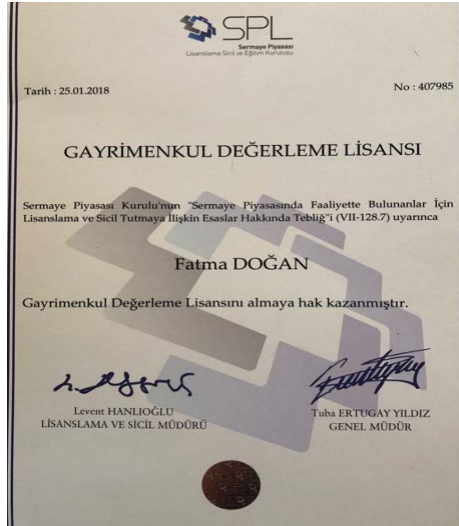 SPL
Sermaye Piyasası
Lisanslama Sicil ve Eğitim Kurulusu
Tarih : 25.01.2018
No : 407985
GAYRİMENKUL DEĞERLEME LİSANSI
Sermaye Piyasası Kurulu'nun "Sermaye Piyasasında Faaliyette Bulunanlar İçin
Lisanslama ve Sicil Tutmaya İlişkin Esaslar Hakkında Tebliğ"i (VII-128.7) uyarınca
Fatma DOĞAN
Gayrimenkul Değerleme Lisansını almaya hak kazanmıştır.
Levent HANLIOĞLU
LİSANSLAMA VE SİCİL MÜDÜRÜ
Tuba ERTUGAY YILDIZ
GENEL MÜDÜR